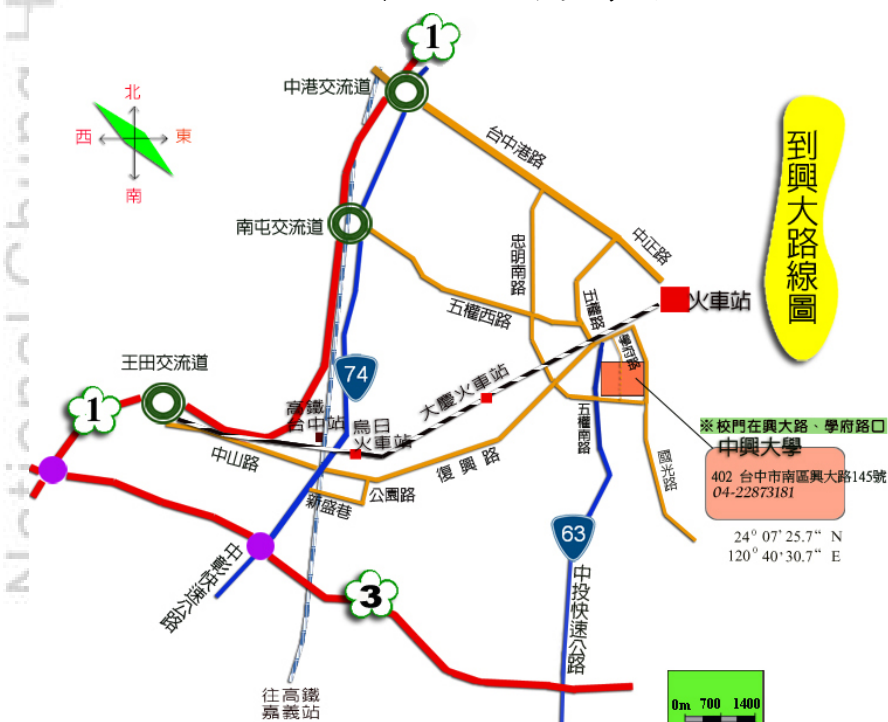 1
中港交流道
北
西
東
南
台中港路
到興大路線圖
南屯交流道
忠明南路
中正路
五權西路
五權路
火車站
學府路
王田交流道
74
大慶火車站
1
高鐵
台中站
烏日
火車站
中山路
復興路
五權南路
※校門在興大路、學府路口
中興大學
402 台中市南區興大路145號
04-22873181
國光路
新盛巷
公園路
24° 07' 25.7" N
120° 40' 30.7" E
63
中彰快速公路
3
中投快速公路
往高鐵
嘉義站
0m 700 1400